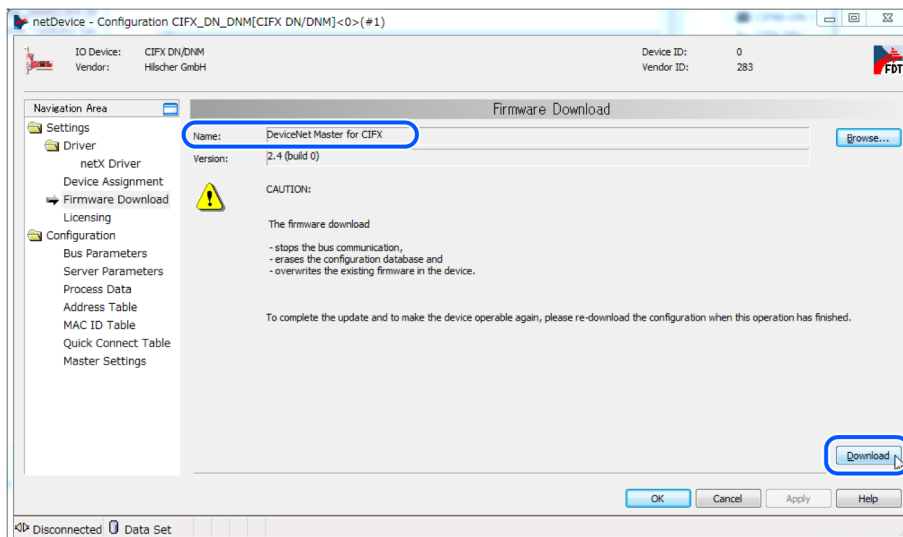 netDevice - Configuration CIFX_DN_DNM[CIFX DN/DNM]<0>(#1)
IO Device: CIFX DN/DNM Device ID: 0
Vendor: Hilscher GmbH Vendor ID: 283
FDT
Navigation Area
Firmware Download
Settings
Driver
netX Driver
Device Assignment
Firmware Download
Licensing
Configuration
Bus Parameters
Server Parameters
Process Data
Address Table
MAC ID Table
Quick Connect Table
Master Settings
Name: DeviceNet Master for CIFX Browse...
Version: 2.4 (build 0)
CAUTION:
The firmware download
- stops the bus communication,
- erases the configuration database and
- overwrites the existing firmware in the device.
To complete the update and to make the device operable again, please re-download the configuration when this operation has finished.
Download
OK Cancel Apply Help
Disconnected Data Set